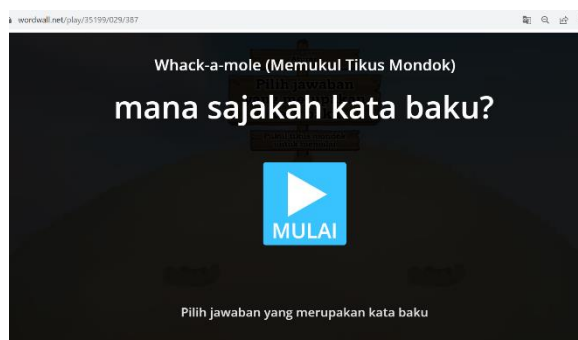 wordwall.net/play/35199/029/387
Whack-a-mole (Memukul Tikus Mondok)
mana sajakah kata baku?
MULAI
Pilih jawaban yang merupakan kata baku